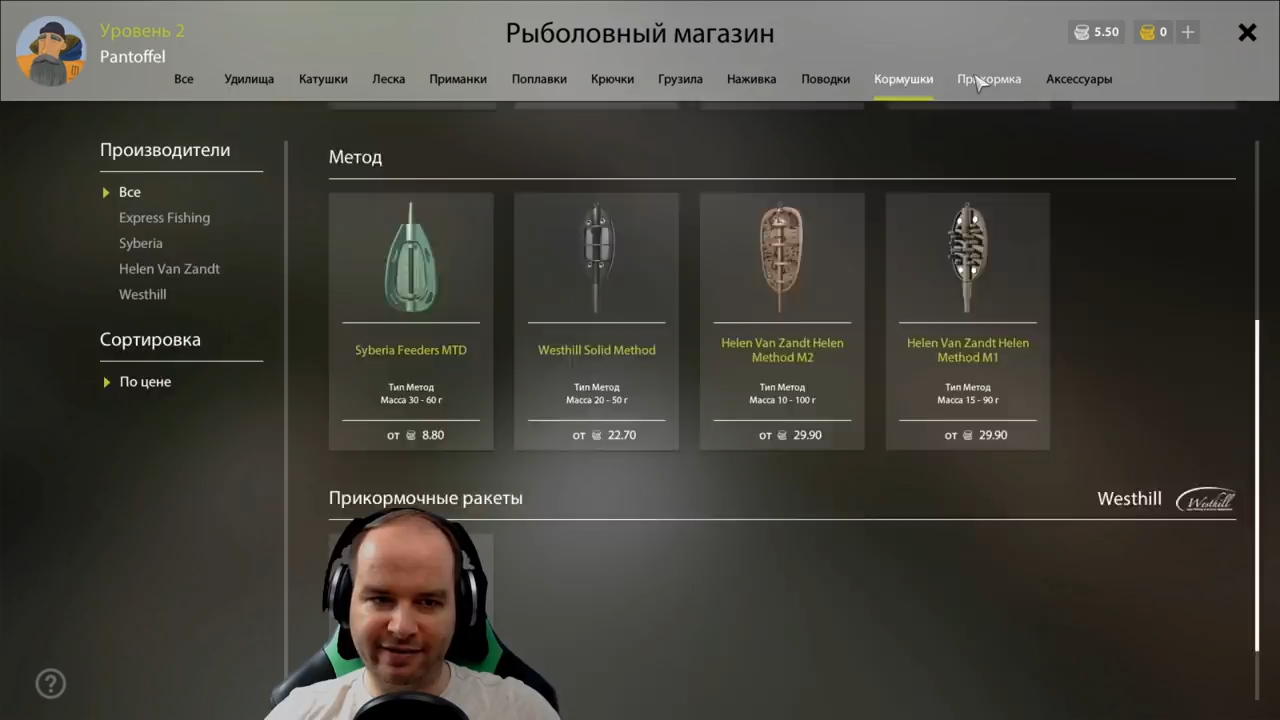 Уровень 2
Pantoffel
Рыболовный магазин
5.50
0
Все Удилища Катушки Леска Приманки Поплавки Крючки Грузила Наживка Поводки Кормушки Прикормка Аксессуары
Производители
Все
Express Fishing
Syberia
Helen Van Zandt
Westhill
Сортировка
По цене
Метод
Syberia Feeders MTD
Тип Метод
Масса 30 - 60 г
от 8.80
Westhill Solid Method
Тип Метод
Масса 20 - 50 г
от 22.70
Helen Van Zandt Helen
Method M2
Тип Метод
Масса 10 - 100 г
от 29.90
Helen Van Zandt Helen
Method M1
Тип Метод
Масса 15 - 90 г
от 29.90
Прикормочные ракеты
Westhill
Westhill
?